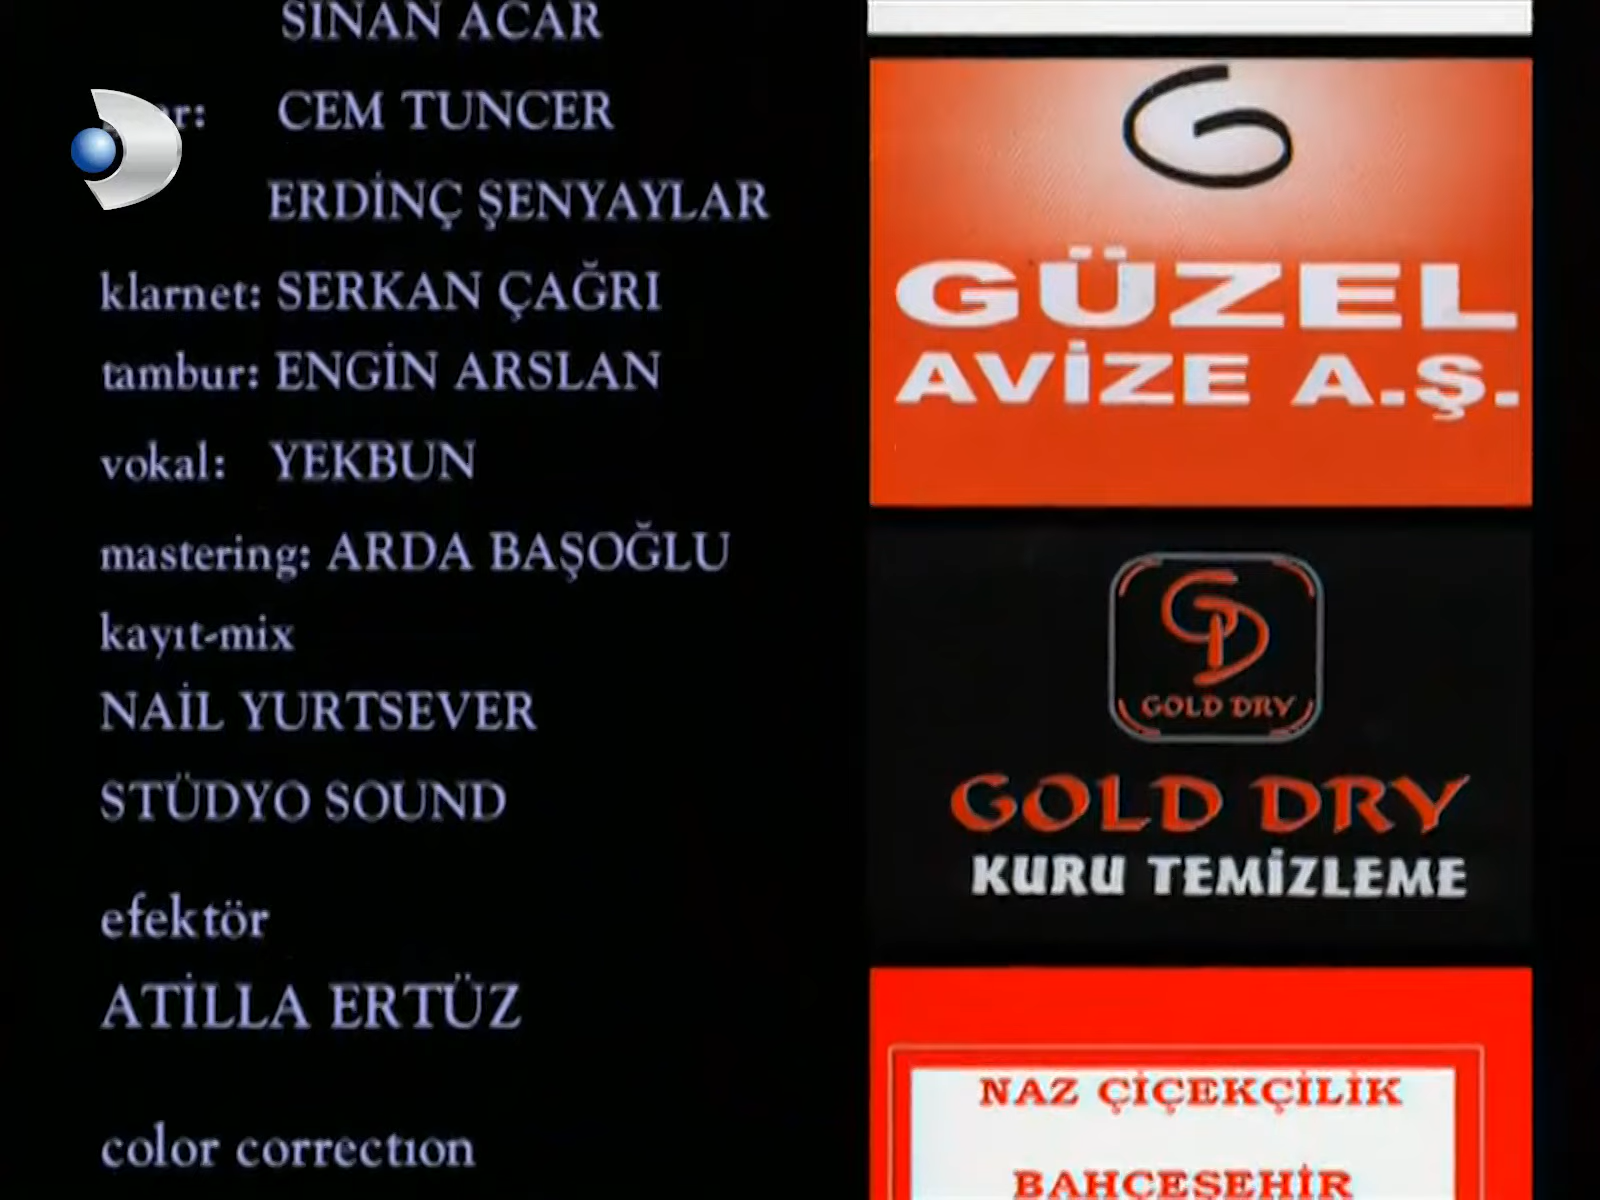 SİNAN ACAR
CEM TUNCER
ERDİNÇ ŞENYAYLAR
klarnet: SERKAN ÇAĞRI
tambur: ENGİN ARSLAN
vokal: YEKBUN
mastering: ARDA BAŞOĞLU
kayıt-mix
NAİL YURTSEVER
STÜDYO SOUND
efektör
ATİLLA ERTÜZ
color correctıon
GÜZEL
AVİZE A.Ş.
GOLD DRY
GOLD DRY
KURU TEMİZLEME
NAZ ÇİÇEKÇİLİK
BAHÇEŞEHİR